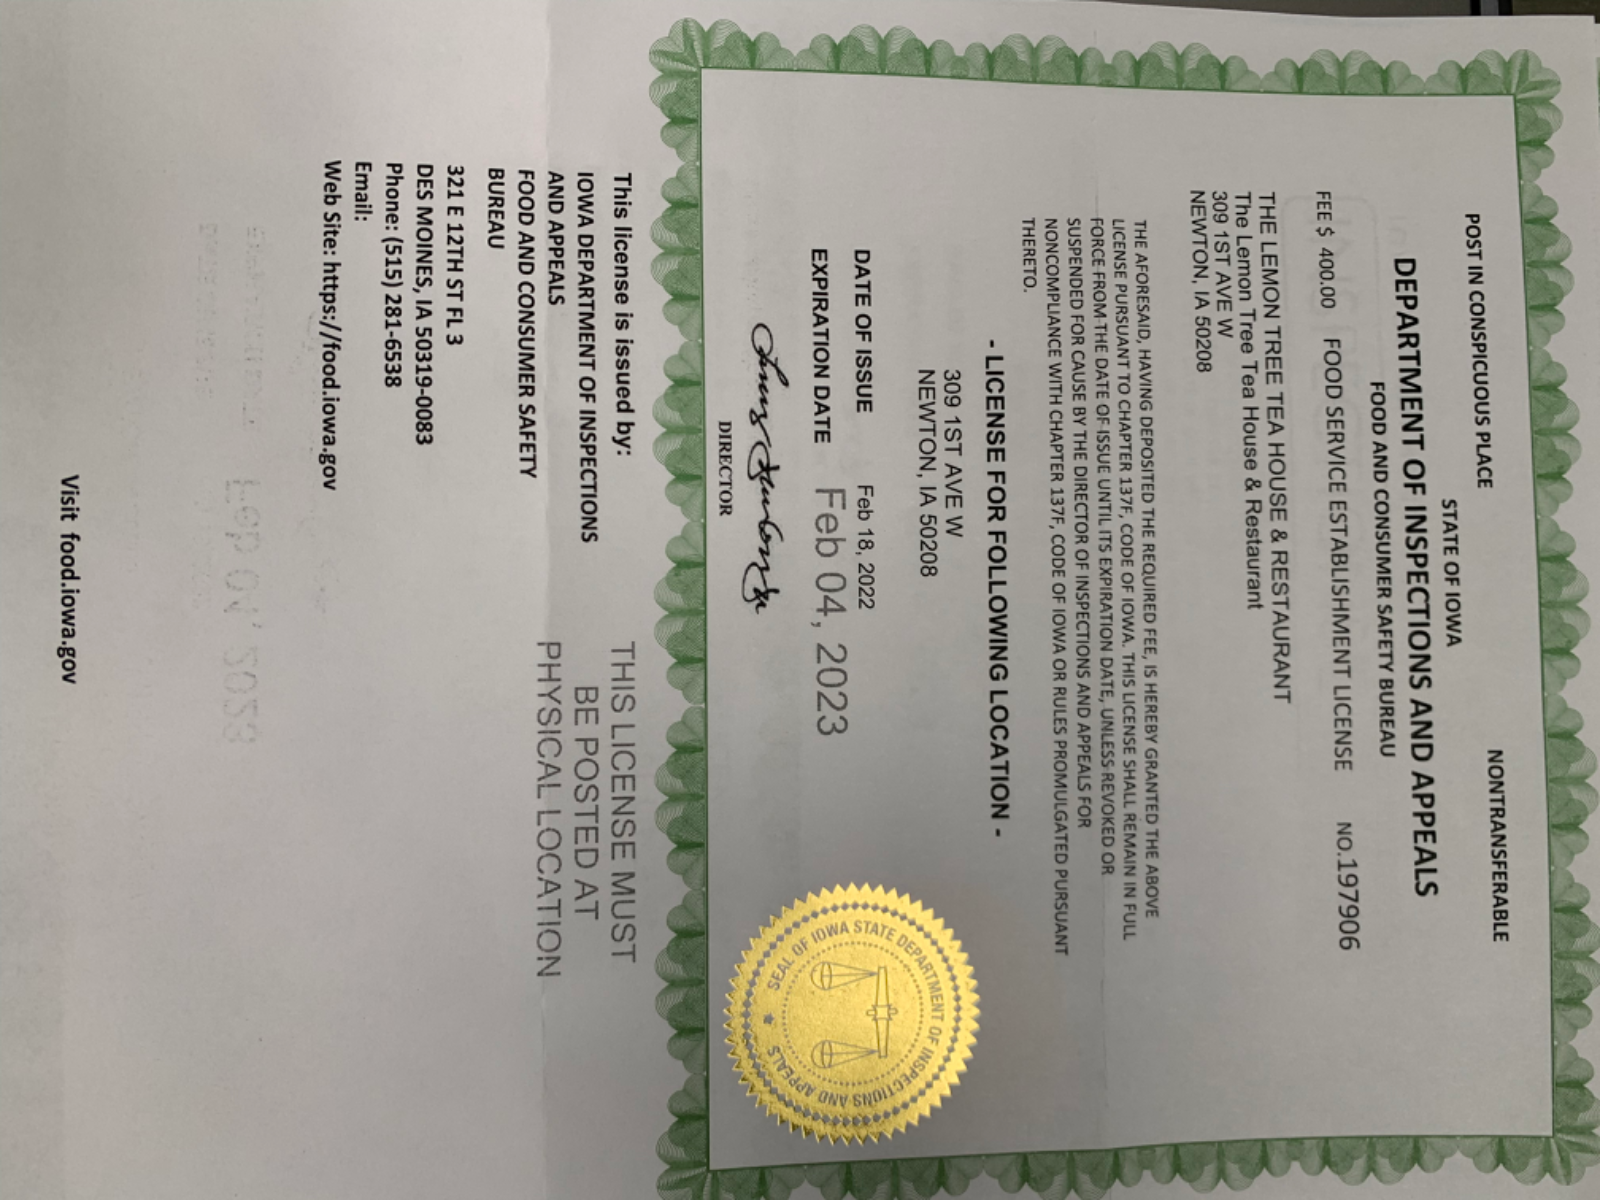 POST IN CONSPICUOUS PLACE
NONTRANSFERABLE
STATE OF IOWA
DEPARTMENT OF INSPECTIONS AND APPEALS
FOOD AND CONSUMER SAFETY BUREAU
FEE $ 400.00 FOOD SERVICE ESTABLISHMENT LICENSE NO.197906
THE LEMON TREE TEA HOUSE & RESTAURANT
The Lemon Tree Tea House & Restaurant
309 1ST AVE W
NEWTON, IA 50208
THE AFORESAID, HAVING DEPOSITED THE REQUIRED FEE, IS HEREBY GRANTED THE ABOVE
LICENSE PURSUANT TO CHAPTER 137F, CODE OF IOWA. THIS LICENSE SHALL REMAIN IN FULL
FORCE FROM THE DATE OF ISSUE UNTIL ITS EXPIRATION DATE, UNLESS REVOKED OR
SUSPENDED FOR CAUSE BY THE DIRECTOR OF INSPECTIONS AND APPEALS FOR
NONCOMPLIANCE WITH CHAPTER 137F, CODE OF IOWA OR RULES PROMULGATED PURSUANT
THERETO.
- LICENSE FOR FOLLOWING LOCATION -
309 1ST AVE W
NEWTON, IA 50208
DATE OF ISSUE Feb 18, 2022
EXPIRATION DATE Feb 04, 2023
DIRECTOR
SEAL OF IOWA STATE DEPARTMENT OF INSPECTIONS AND APPEALS
This license is issued by:
IOWA DEPARTMENT OF INSPECTIONS
AND APPEALS
FOOD AND CONSUMER SAFETY
BUREAU
321 E 12TH ST FL 3
DES MOINES, IA 50319-0083
Phone: (515) 281-6538
Email:
Web Site: https://food.iowa.gov
THIS LICENSE MUST
BE POSTED AT
PHYSICAL LOCATION
Visit food.iowa.gov